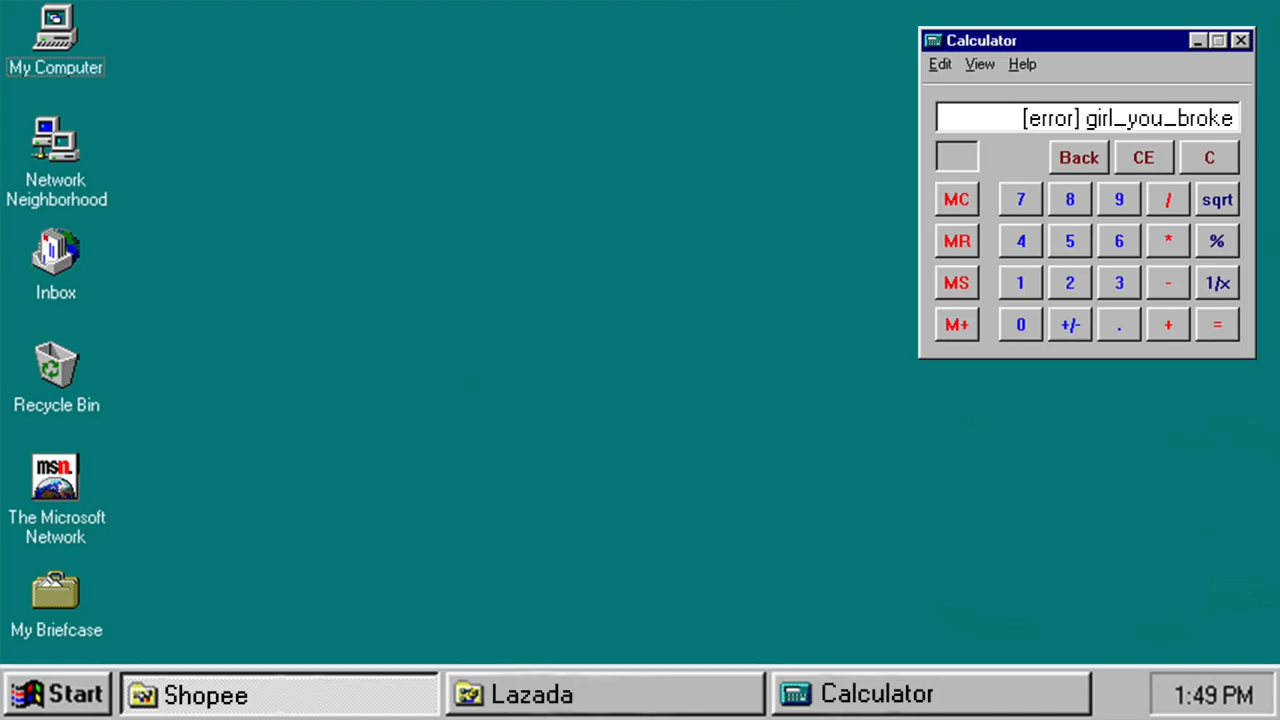 My Computer
Network
Neighborhood
Inbox
Recycle Bin
msn
The Microsoft
Network
My Briefcase
Calculator
Edit View Help
[error] girl_you_broke
Back CE C
MC 7 8 9 / sqrt
MR 4 5 6 * %
MS 1 2 3 - 1/x
M+ 0 +/- . + =
Start Shopee Lazada Calculator 1:49 PM